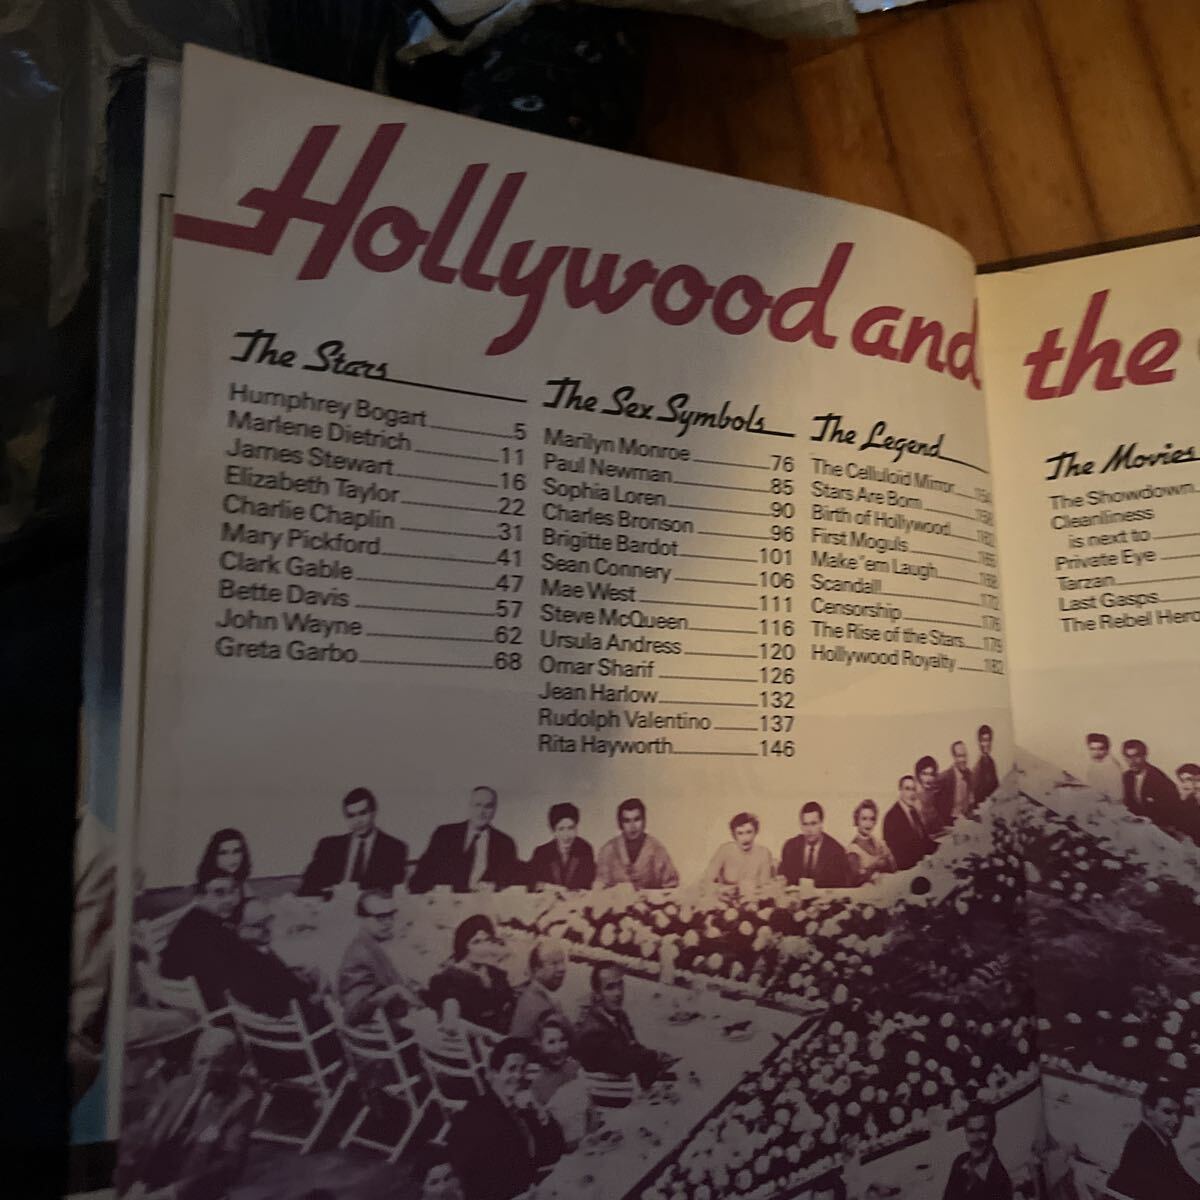 Hollywood and the
The Stars
Humphrey Bogart 5
Marlene Dietrich 11
James Stewart 16
Elizabeth Taylor 22
Charlie Chaplin 31
Mary Pickford 41
Clark Gable 47
Bette Davis 57
John Wayne 62
Greta Garbo 68
The Sex Symbols
Marilyn Monroe 76
Paul Newman 85
Sophia Loren 90
Charles Bronson 96
Brigitte Bardot 101
Sean Connery 106
Mae West 111
Steve McQueen 116
Ursula Andress 120
Omar Sharif 126
Jean Harlow 132
Rudolph Valentino 137
Rita Hayworth 146
The Legend
The Celluloid Mirror
Stars Are Born
Birth of Hollywood
First Moguls
Make 'em Laugh
Scandal!
Censorship 176
The Rise of the Stars 179
Hollywood Royalty 182
The Movies
The Showdown
Cleanliness
is next to
Private Eye
Tarzan
Last Gasps
The Rebel Hero